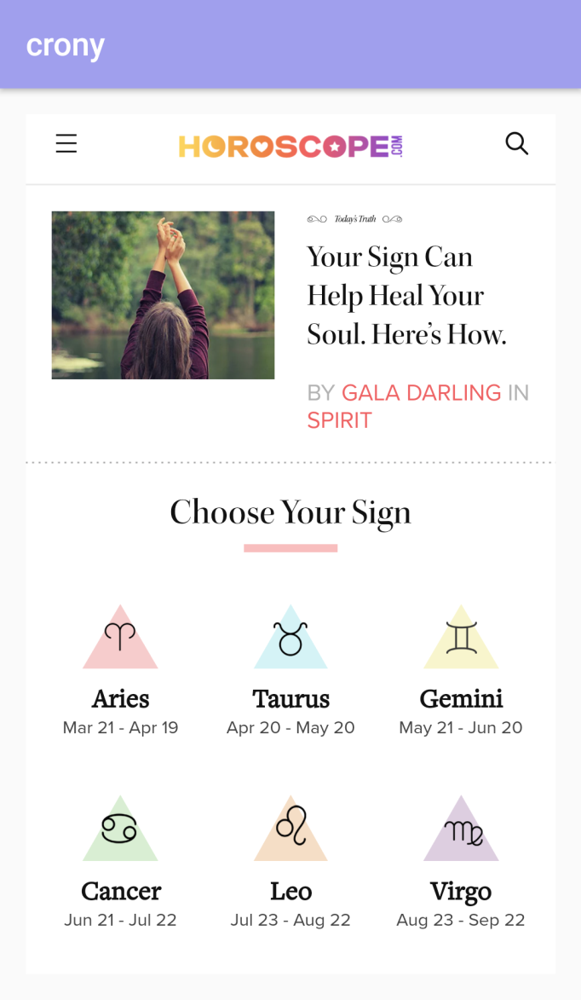 crony
HOROSCOPE.COM
Today's Truth
Your Sign Can
Help Heal Your
Soul. Here's How.
BY GALA DARLING IN
SPIRIT
Choose Your Sign
Aries
Mar 21 - Apr 19
Taurus
Apr 20 - May 20
Gemini
May 21 - Jun 20
Cancer
Jun 21 - Jul 22
Leo
Jul 23 - Aug 22
Virgo
Aug 23 - Sep 22